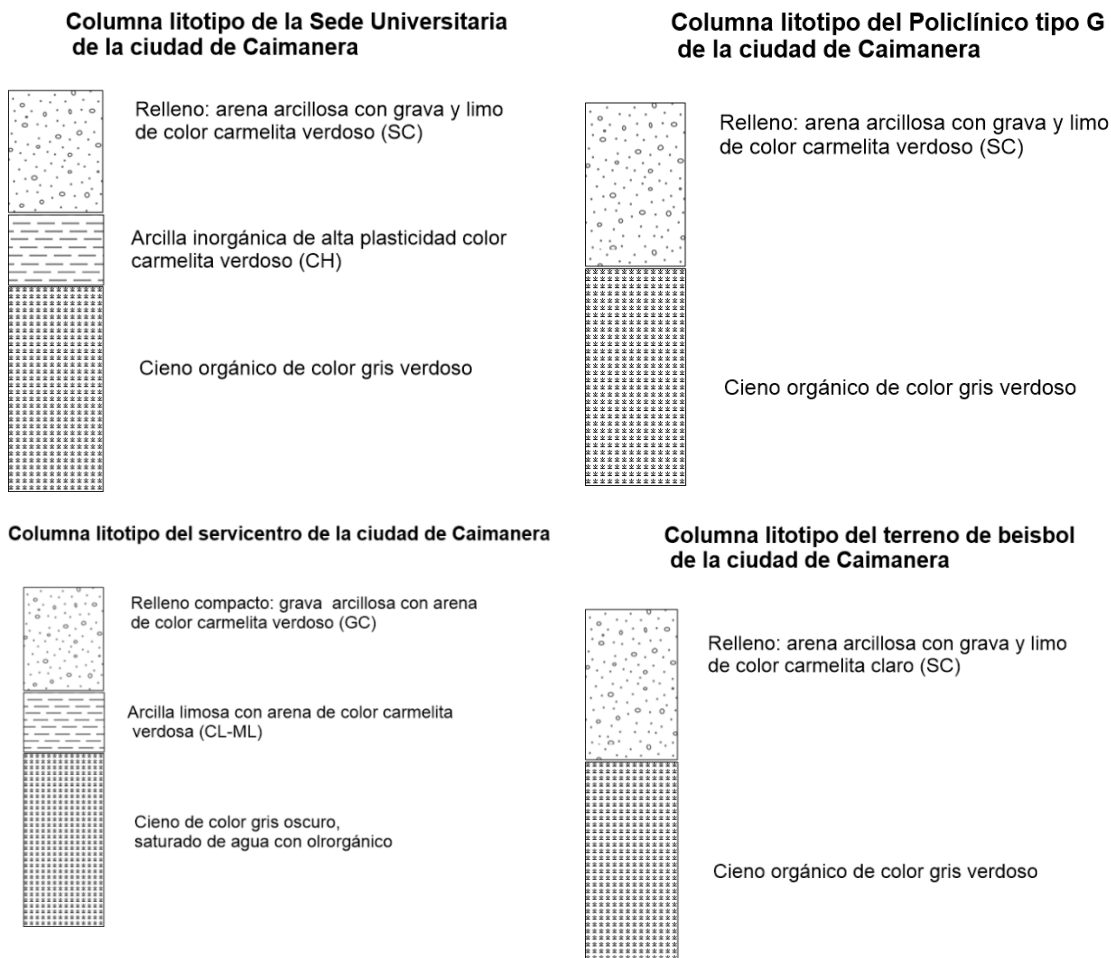 Columna litotipo de la Sede Universitaria
de la ciudad de Caimanera
Relleno: arena arcillosa con grava y limo
de color carmelita verdoso (SC)
Arcilla inorgánica de alta plasticidad color
carmelita verdoso (CH)
Cieno orgánico de color gris verdoso
Columna litotipo del Policlínico tipo G
de la ciudad de Caimanera
Relleno: arena arcillosa con grava y limo
de color carmelita verdoso (SC)
Cieno orgánico de color gris verdoso
Columna litotipo del servicentro de la ciudad de Caimanera
Relleno compacto: grava arcillosa con arena
de color carmelita verdoso (GC)
Arcilla limosa con arena de color carmelita
verdosa (CL-ML)
Cieno de color gris oscuro,
saturado de agua con olrorgánico
Columna litotipo del terreno de beisbol
de la ciudad de Caimanera
Relleno: arena arcillosa con grava y limo
de color carmelita claro (SC)
Cieno orgánico de color gris verdoso